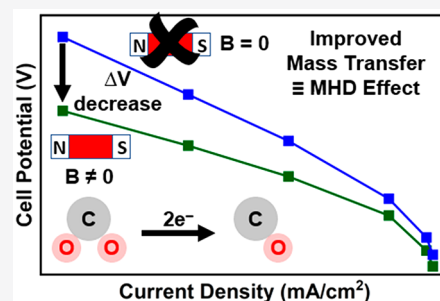 N S B = 0
Improved
Mass Transfer
≡ MHD Effect
ΔV
decrease
N S
B ≠ 0
C
O O
2e⁻
C
O
Cell Potential (V)
Current Density (mA/cm²)